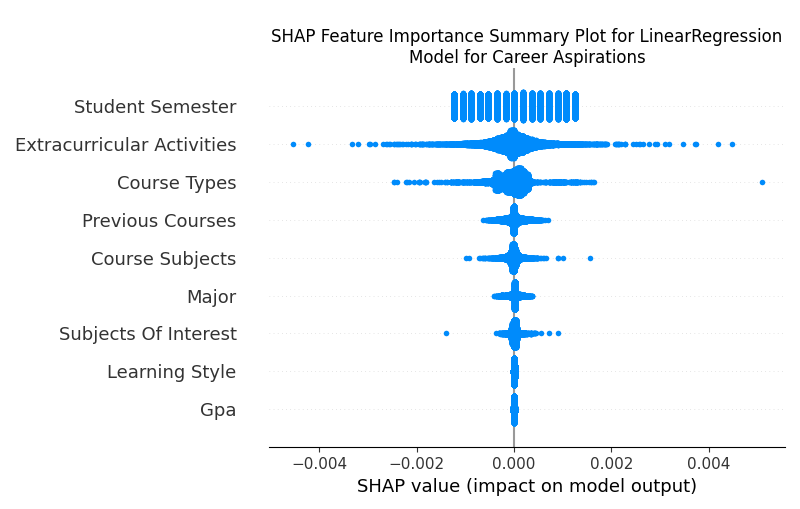 SHAP Feature Importance Summary Plot for LinearRegression
Model for Career Aspirations
Student Semester
Extracurricular Activities
Course Types
Previous Courses
Course Subjects
Major
Subjects Of Interest
Learning Style
Gpa
−0.004 −0.002 0.000 0.002 0.004
SHAP value (impact on model output)